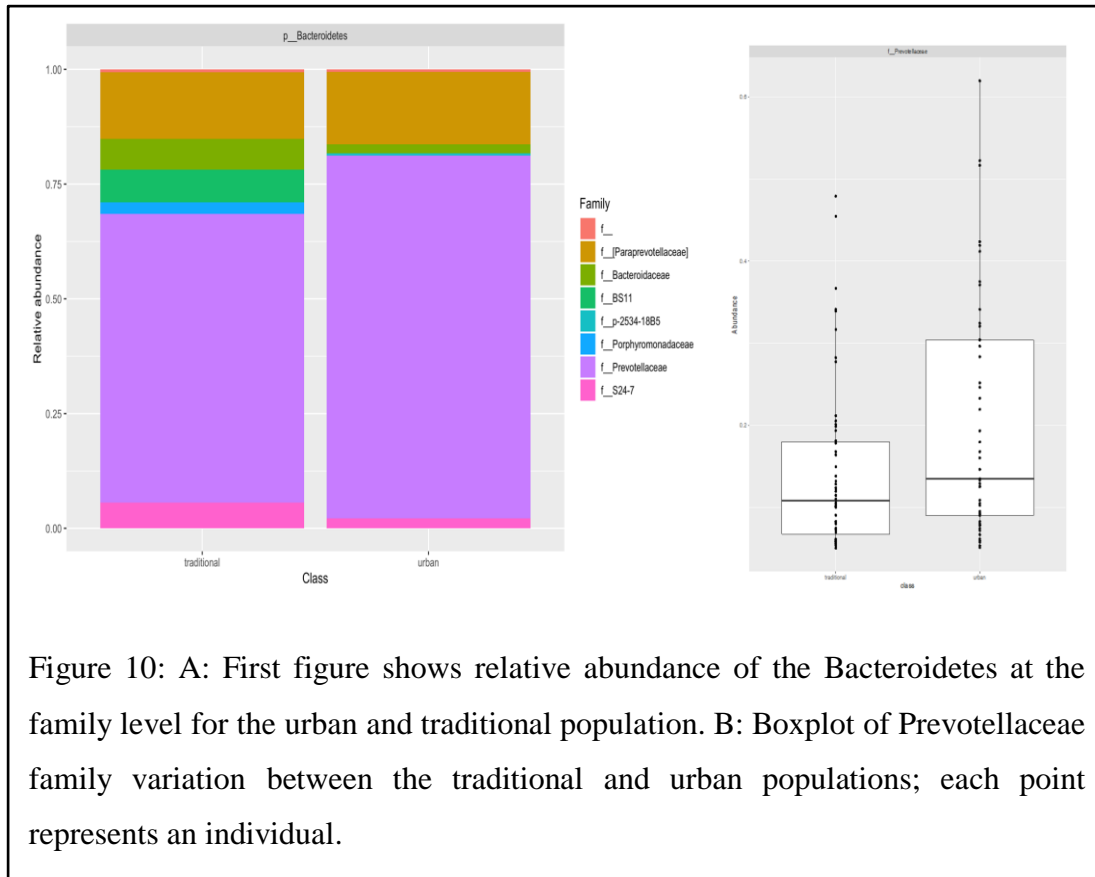 p__Bacteroidetes
1.00
0.75
0.50
0.25
0.00
Relative abundance
traditional
urban
Class
Family
f__
f__[Paraprevotellaceae]
f__Bacteroidaceae
f__BS11
f__p-2534-18B5
f__Porphyromonadaceae
f__Prevotellaceae
f__S24-7
f__Prevotellaceae
0.6
0.4
0.2
Abundance
traditional
urban
class
Figure 10: A: First figure shows relative abundance of the Bacteroidetes at the
family level for the urban and traditional population. B: Boxplot of Prevotellaceae
family variation between the traditional and urban populations; each point
represents an individual.